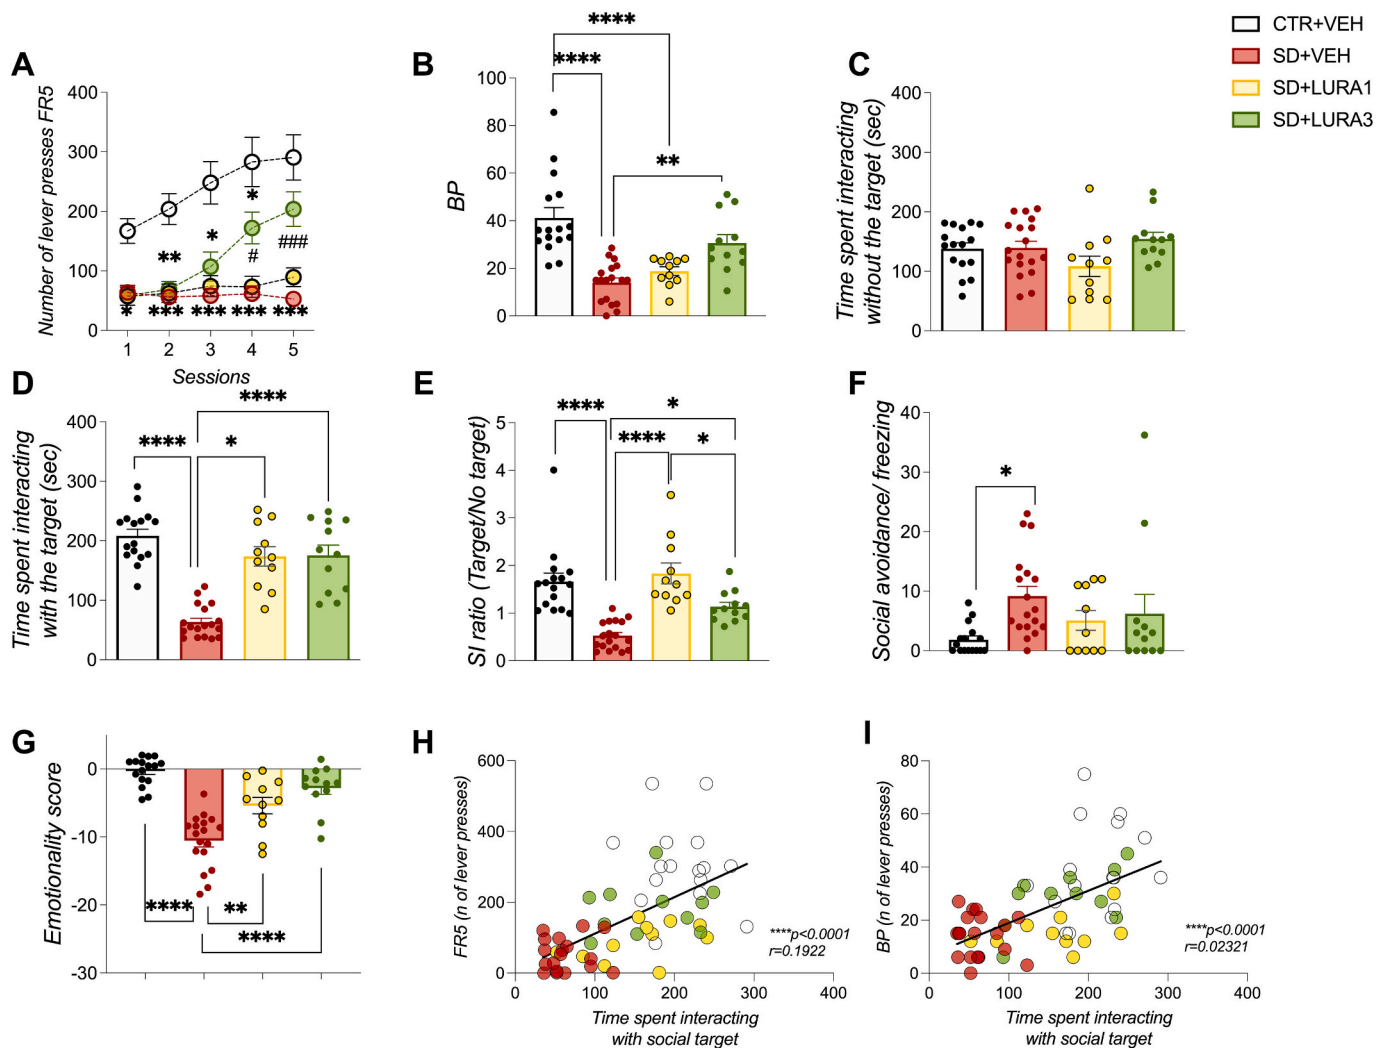 CTR+VEH
SD+VEH
SD+LURA1
SD+LURA3
A
Number of lever presses FR5
400
300
200
100
0
*
**
*
#
###
* *** *** *** ***
1 2 3 4 5
Sessions
B
BP
100
80
60
40
20
0
****
****
**
C
Time spent interacting
without the target (sec)
400
300
200
100
0
D
Time spent interacting
with the target (sec)
400
300
200
100
0
****
****
*
E
SI ratio (Target/No target)
5
4
3
2
1
0
****
*
****
*
F
Social avoidance/ freezing
40
30
20
10
0
*
G
Emotionality score
0
-10
-20
-30
****
**
****
H
FR5 (n of lever presses)
600
400
200
0
0 100 200 300 400
****p<0.0001
r=0.1922
Time spent interacting
with social target
I
BP (n of lever presses)
80
60
40
20
0
0 100 200 300 400
****p<0.0001
r=0.02321
Time spent interacting
with social target